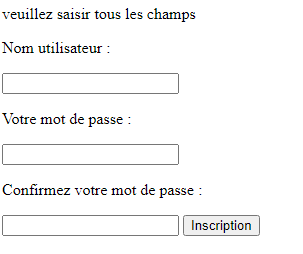 veuillez saisir tous les champs
Nom utilisateur :
Votre mot de passe :
Confirmez votre mot de passe :
Inscription